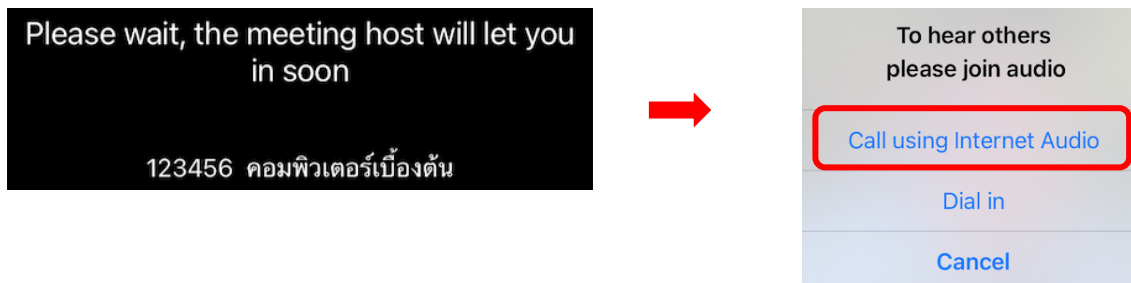 Please wait, the meeting host will let you
in soon
123456 คอมพิวเตอร์เบื้องต้น
To hear others
please join audio
Call using Internet Audio
Dial in
Cancel